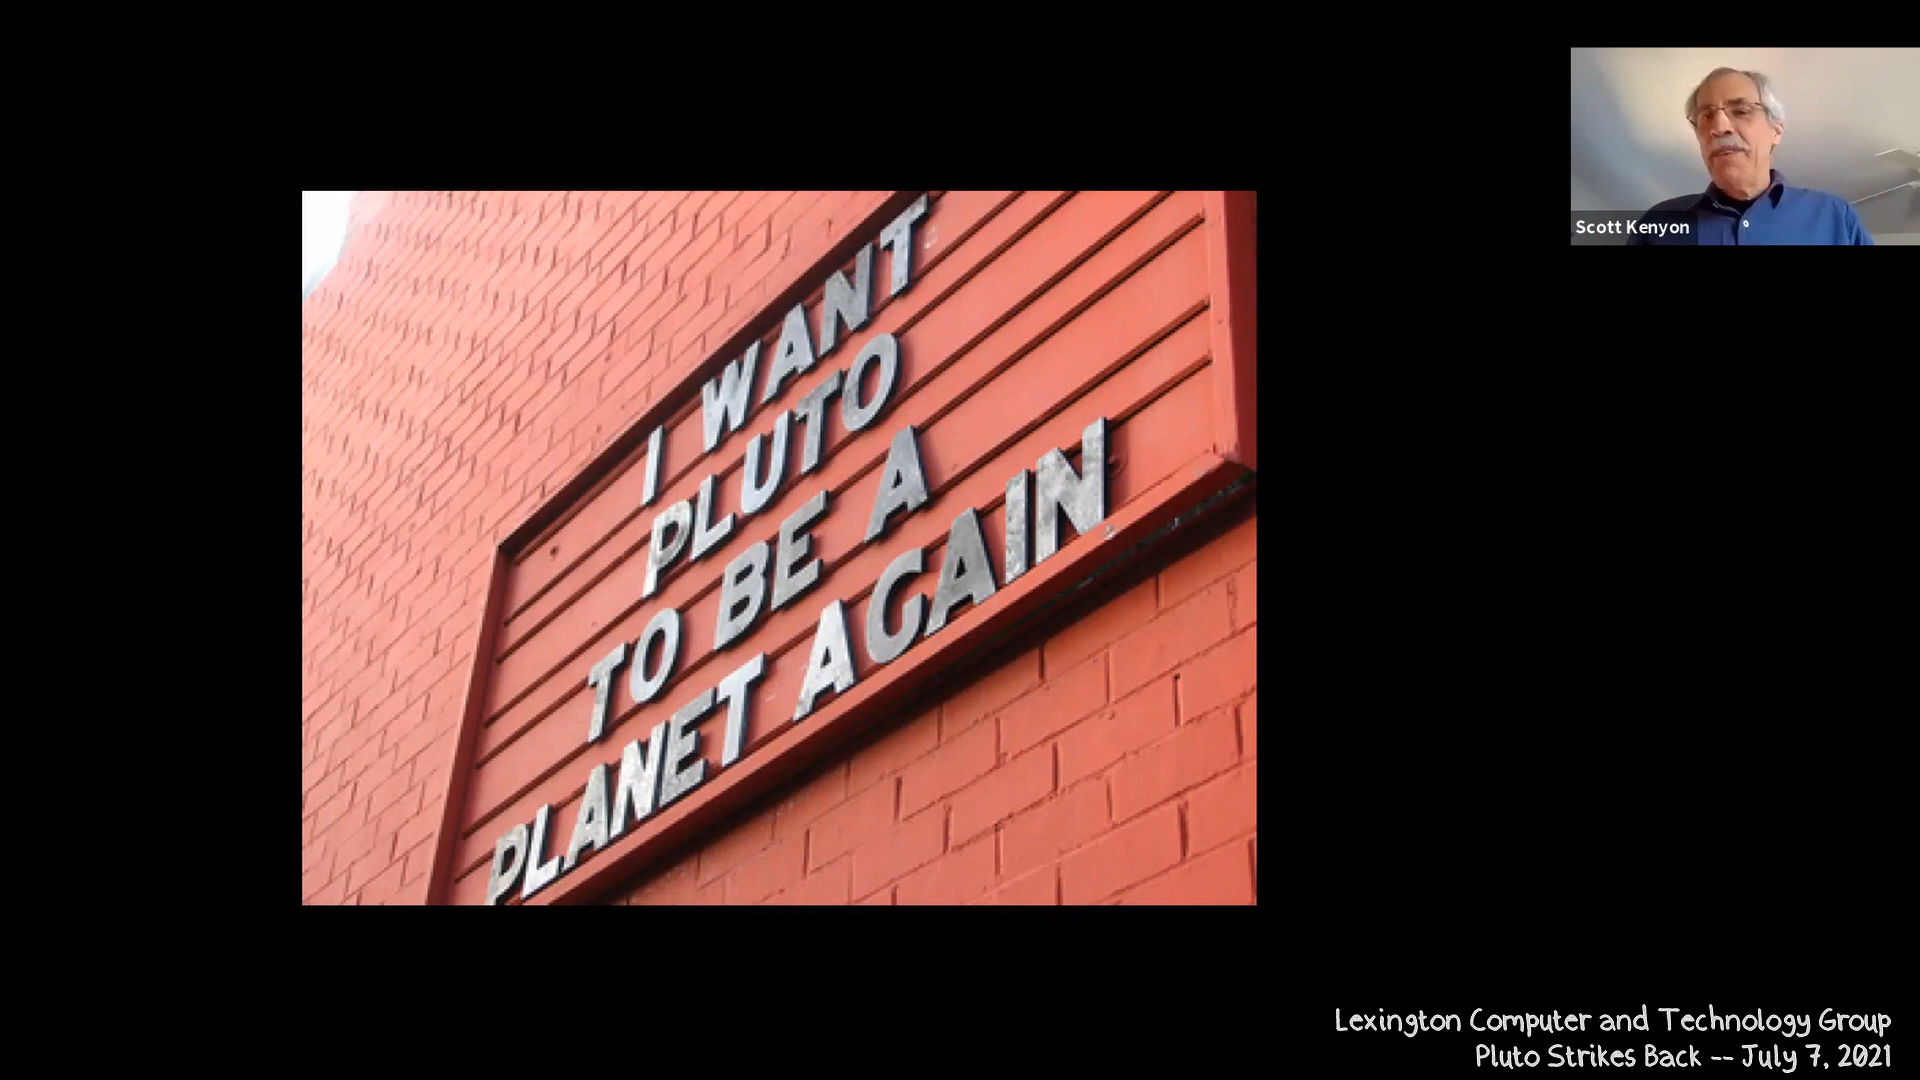 I WANT
PLUTO
TO BE A
PLANET AGAIN
Scott Kenyon
Lexington Computer and Technology Group
Pluto Strikes Back -- July 7, 2021